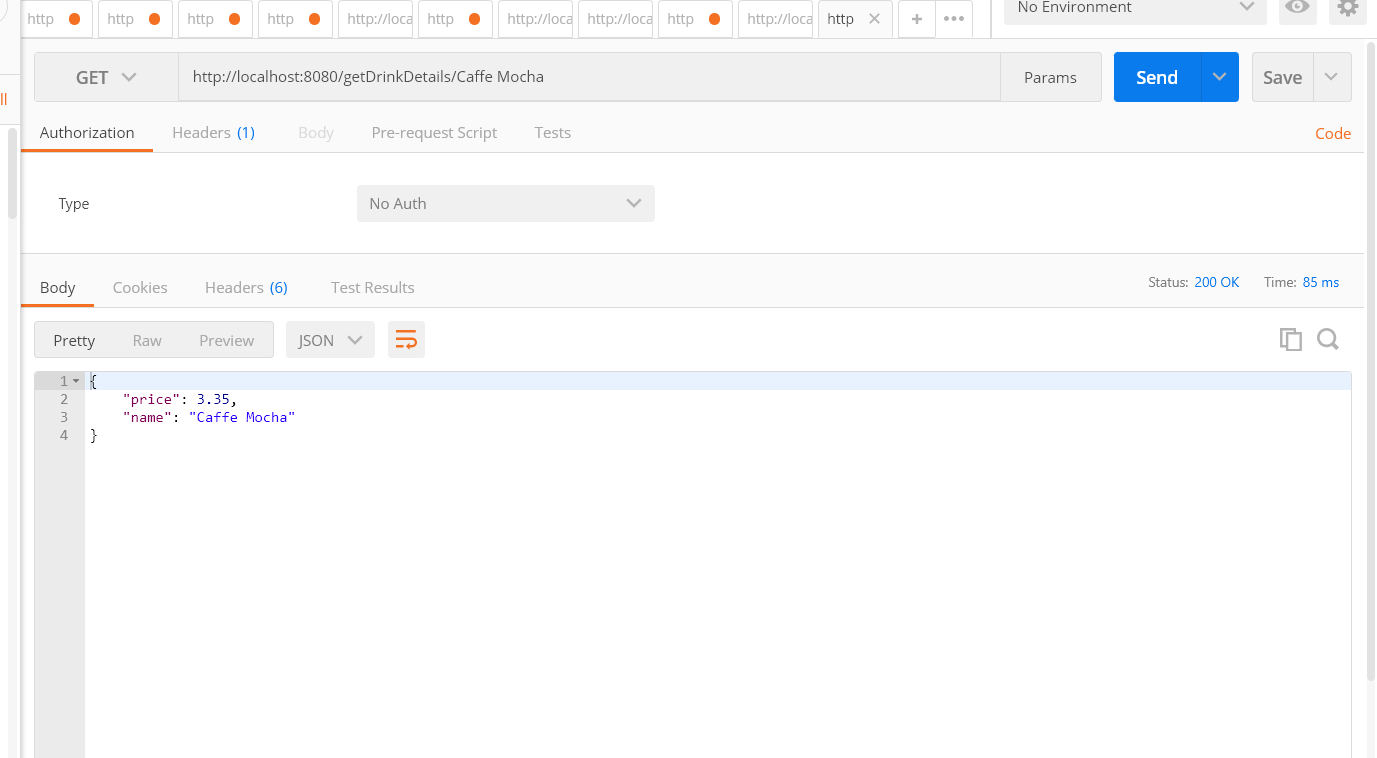 http http http http http://loca http http://loca http://loca http http://loca http + No Environment
ll
GET http://localhost:8080/getDrinkDetails/Caffe Mocha Params Send Save
Authorization Headers (1) Body Pre-request Script Tests Code
Type No Auth
Body Cookies Headers (6) Test Results Status: 200 OK Time: 85 ms
Pretty Raw Preview JSON
1 {
2 "price": 3.35,
3 "name": "Caffe Mocha"
4 }